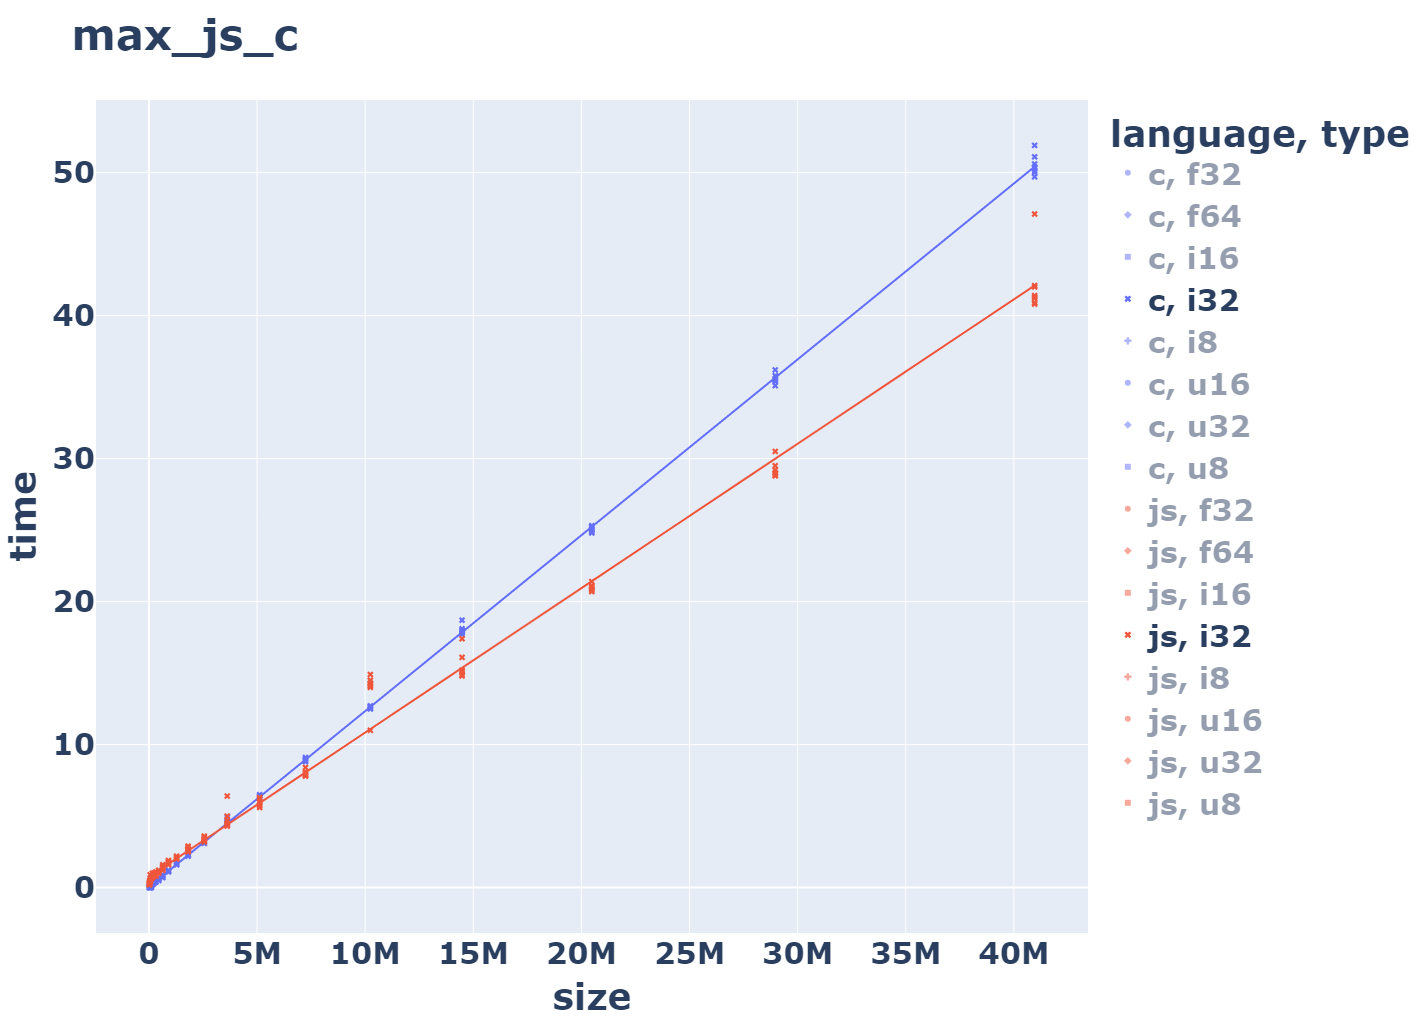 max_js_c
language, type
c, f32
c, f64
c, i16
c, i32
c, i8
c, u16
c, u32
c, u8
js, f32
js, f64
js, i16
js, i32
js, i8
js, u16
js, u32
js, u8
50
40
30
20
10
0
time
0 5M 10M 15M 20M 25M 30M 35M 40M
size